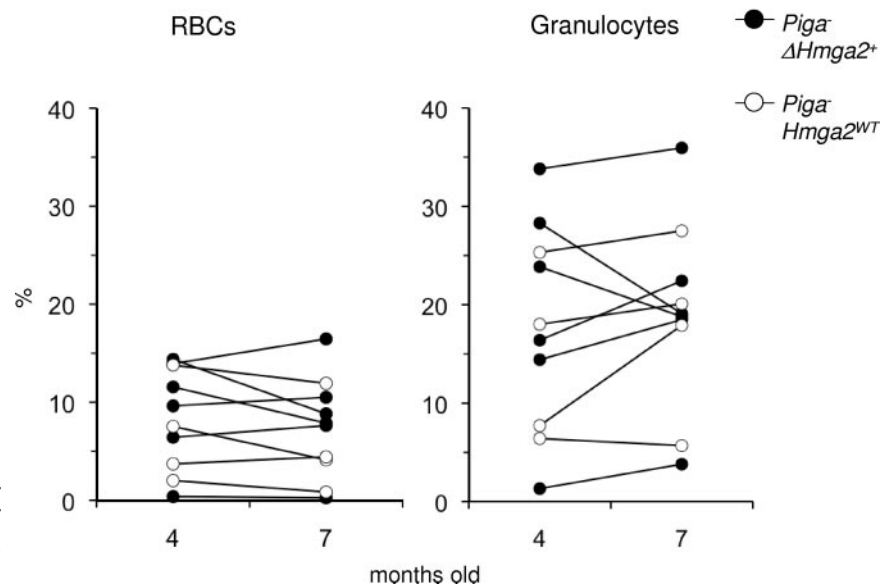 RBCs
Granulocytes
Piga-
ΔHmga2+
Piga-
Hmga2WT
%
40
30
20
10
0
4
7
40
30
20
10
0
4
7
months old